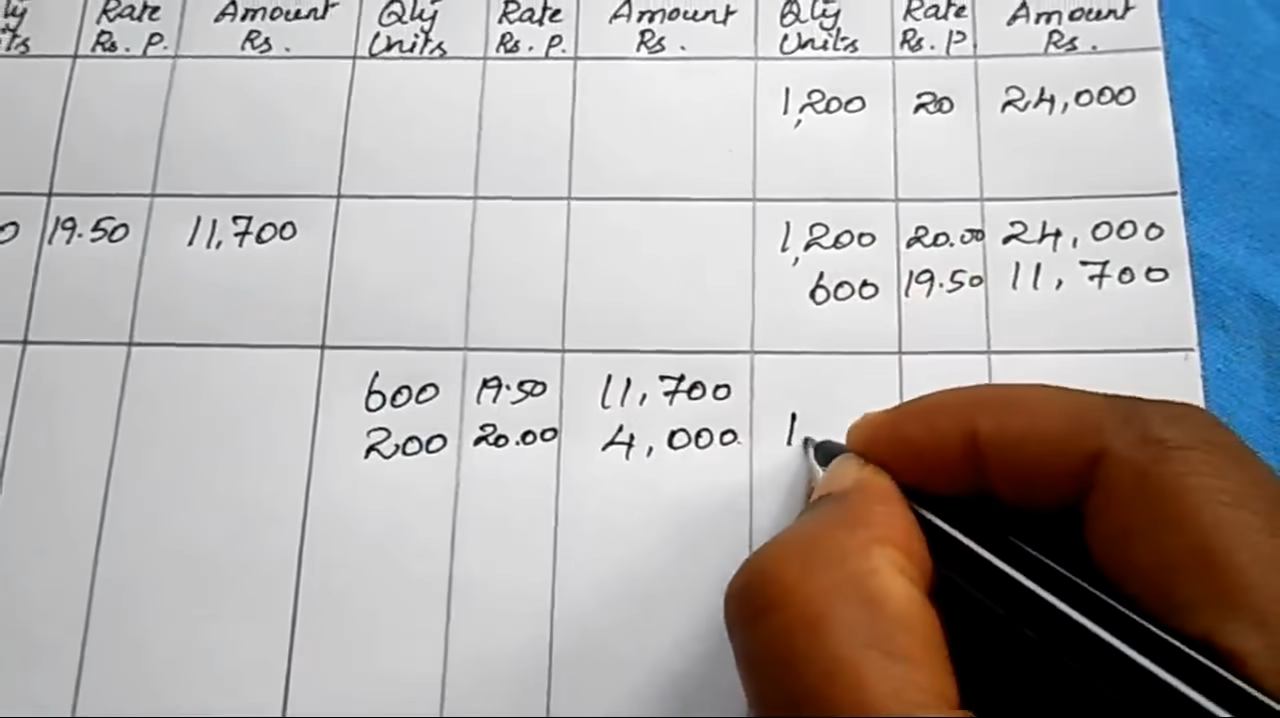 Rate Amount Qty Rate Amount Qty Rate Amount
Rs. P. Rs. Units Rs. P. Rs. Units Rs. P Rs.
1,200 20 24,000
0 19.50 11,700 1,200 20.00 24,000
600 19.50 11,700
600 19.50 11,700
200 20.00 4,000 1,